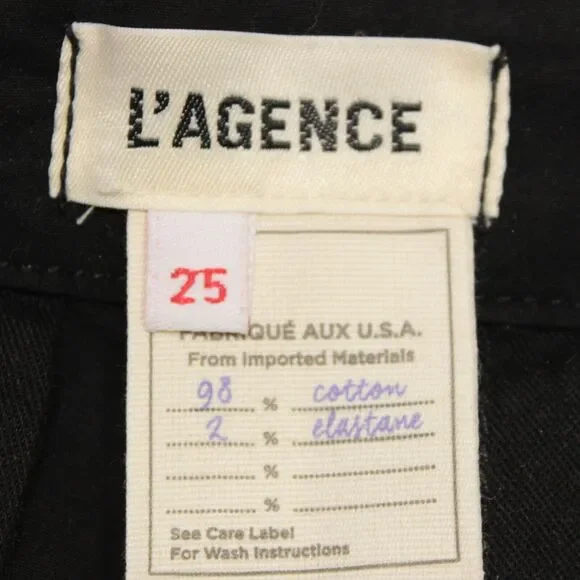 L'AGENCE
25
FABRIQUÉ AUX U.S.A.
From Imported Materials
98 % cotton
2 % elastane
%
%
See Care Label
For Wash Instructions